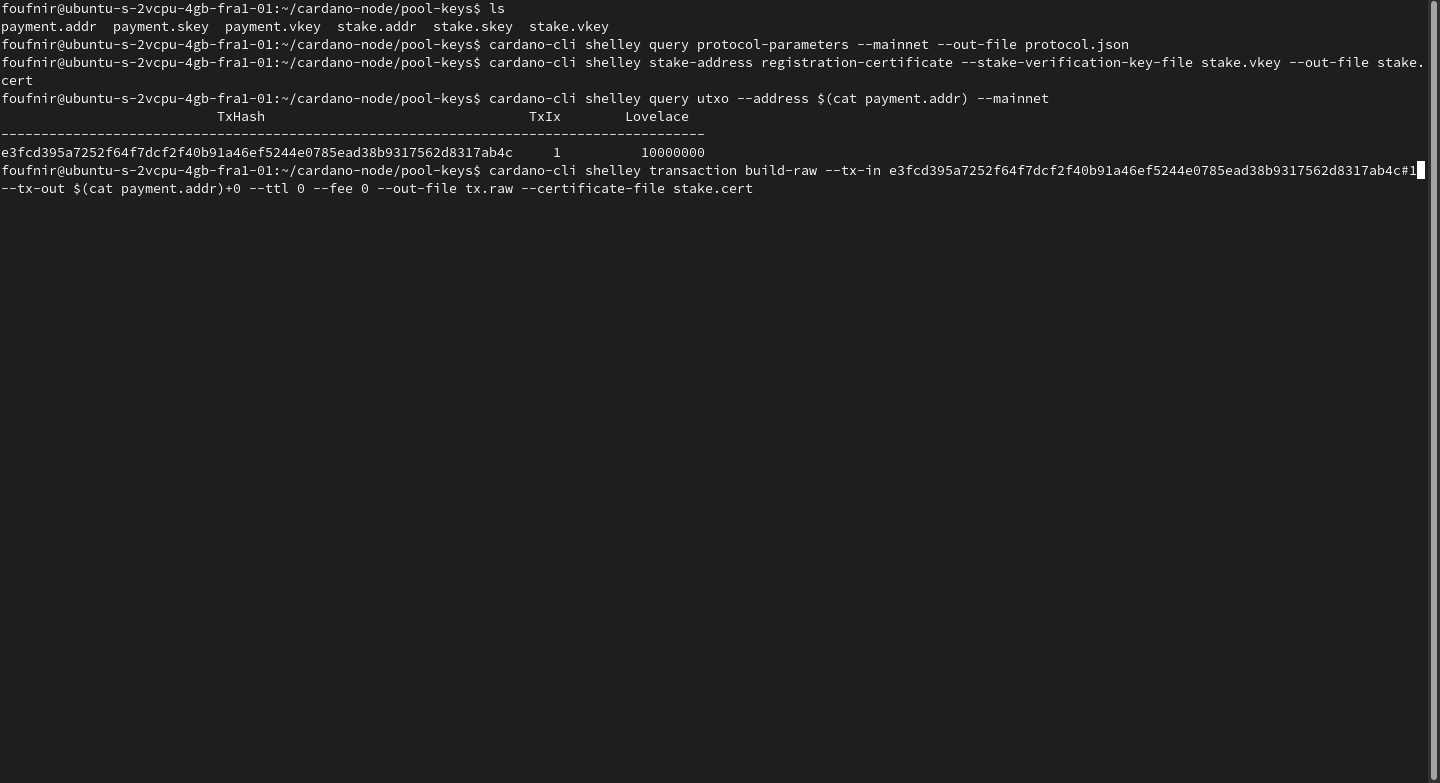 foufnir@ubuntu-s-2vcpu-4gb-fra1-01:~/cardano-node/pool-keys$ ls
payment.addr  payment.skey  payment.vkey  stake.addr  stake.skey  stake.vkey
foufnir@ubuntu-s-2vcpu-4gb-fra1-01:~/cardano-node/pool-keys$ cardano-cli shelley query protocol-parameters --mainnet --out-file protocol.json
foufnir@ubuntu-s-2vcpu-4gb-fra1-01:~/cardano-node/pool-keys$ cardano-cli shelley stake-address registration-certificate --stake-verification-key-file stake.vkey --out-file stake.
cert
foufnir@ubuntu-s-2vcpu-4gb-fra1-01:~/cardano-node/pool-keys$ cardano-cli shelley query utxo --address $(cat payment.addr) --mainnet
                           TxHash                                 TxIx        Lovelace
----------------------------------------------------------------------------------------
e3fcd395a7252f64f7dcf2f40b91a46ef5244e0785ead38b9317562d8317ab4c     1          10000000
foufnir@ubuntu-s-2vcpu-4gb-fra1-01:~/cardano-node/pool-keys$ cardano-cli shelley transaction build-raw --tx-in e3fcd395a7252f64f7dcf2f40b91a46ef5244e0785ead38b9317562d8317ab4c#1
--tx-out $(cat payment.addr)+0 --ttl 0 --fee 0 --out-file tx.raw --certificate-file stake.cert